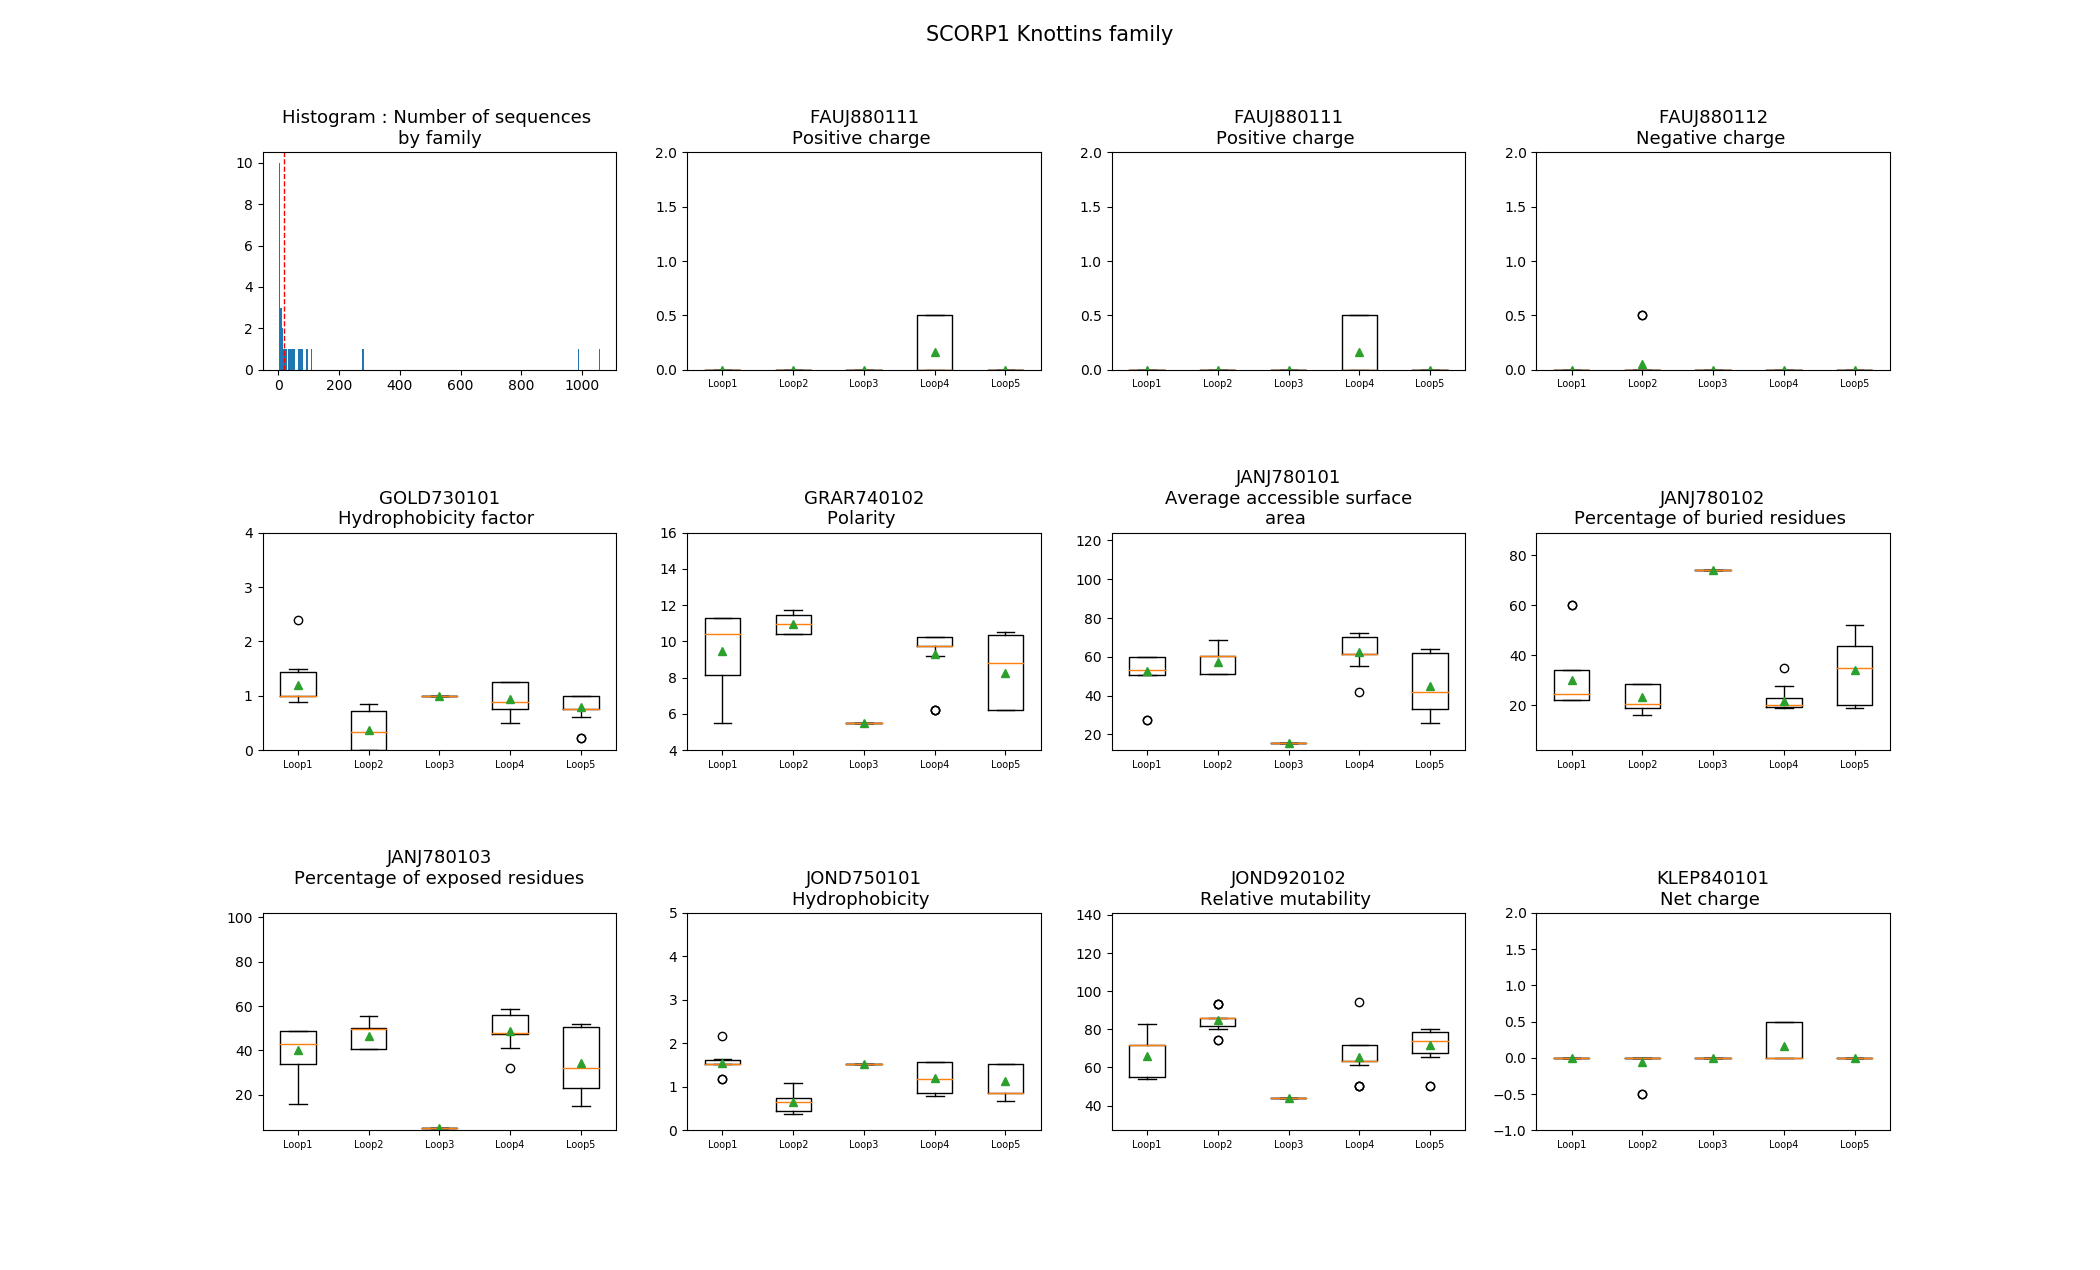 SCORP1 Knottins family
Histogram : Number of sequences
by family
10
8
6
4
2
0
0 200 400 600 800 1000
FAUJ880111
Positive charge
2.0
1.5
1.0
0.5
0.0
Loop1 Loop2 Loop3 Loop4 Loop5
FAUJ880111
Positive charge
2.0
1.5
1.0
0.5
0.0
Loop1 Loop2 Loop3 Loop4 Loop5
FAUJ880112
Negative charge
2.0
1.5
1.0
0.5
0.0
Loop1 Loop2 Loop3 Loop4 Loop5
GOLD730101
Hydrophobicity factor
4
3
2
1
0
Loop1 Loop2 Loop3 Loop4 Loop5
GRAR740102
Polarity
16
14
12
10
8
6
4
Loop1 Loop2 Loop3 Loop4 Loop5
JANJ780101
Average accessible surface
area
120
100
80
60
40
20
Loop1 Loop2 Loop3 Loop4 Loop5
JANJ780102
Percentage of buried residues
80
60
40
20
Loop1 Loop2 Loop3 Loop4 Loop5
JANJ780103
Percentage of exposed residues
100
80
60
40
20
Loop1 Loop2 Loop3 Loop4 Loop5
JOND750101
Hydrophobicity
5
4
3
2
1
0
Loop1 Loop2 Loop3 Loop4 Loop5
JOND920102
Relative mutability
140
120
100
80
60
40
Loop1 Loop2 Loop3 Loop4 Loop5
KLEP840101
Net charge
2.0
1.5
1.0
0.5
0.0
−0.5
−1.0
Loop1 Loop2 Loop3 Loop4 Loop5